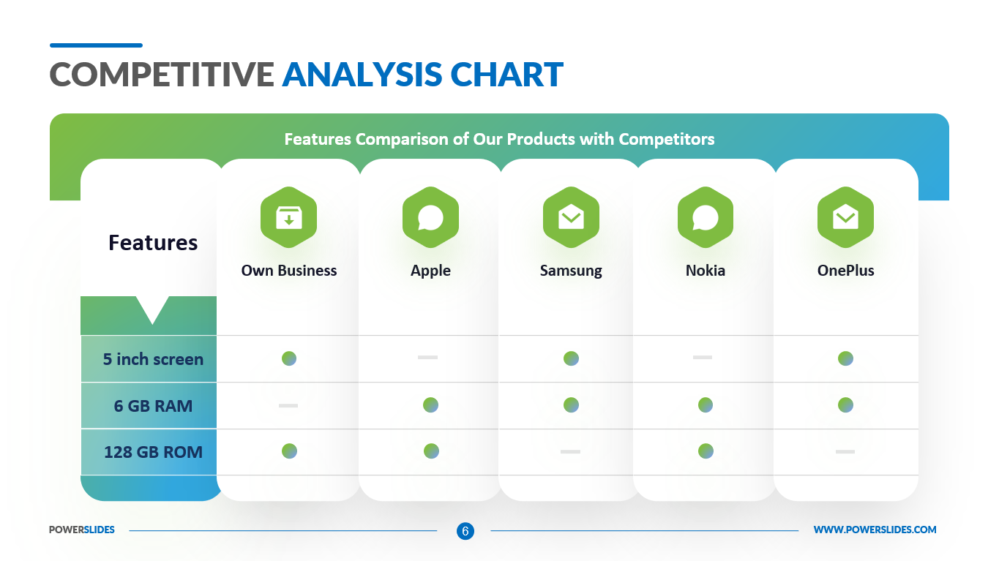 COMPETITIVE ANALYSIS CHART
Features Comparison of Our Products with Competitors
Features
Own Business
Apple
Samsung
Nokia
OnePlus
5 inch screen
6 GB RAM
128 GB ROM
POWERSLIDES
6
WWW.POWERSLIDES.COM